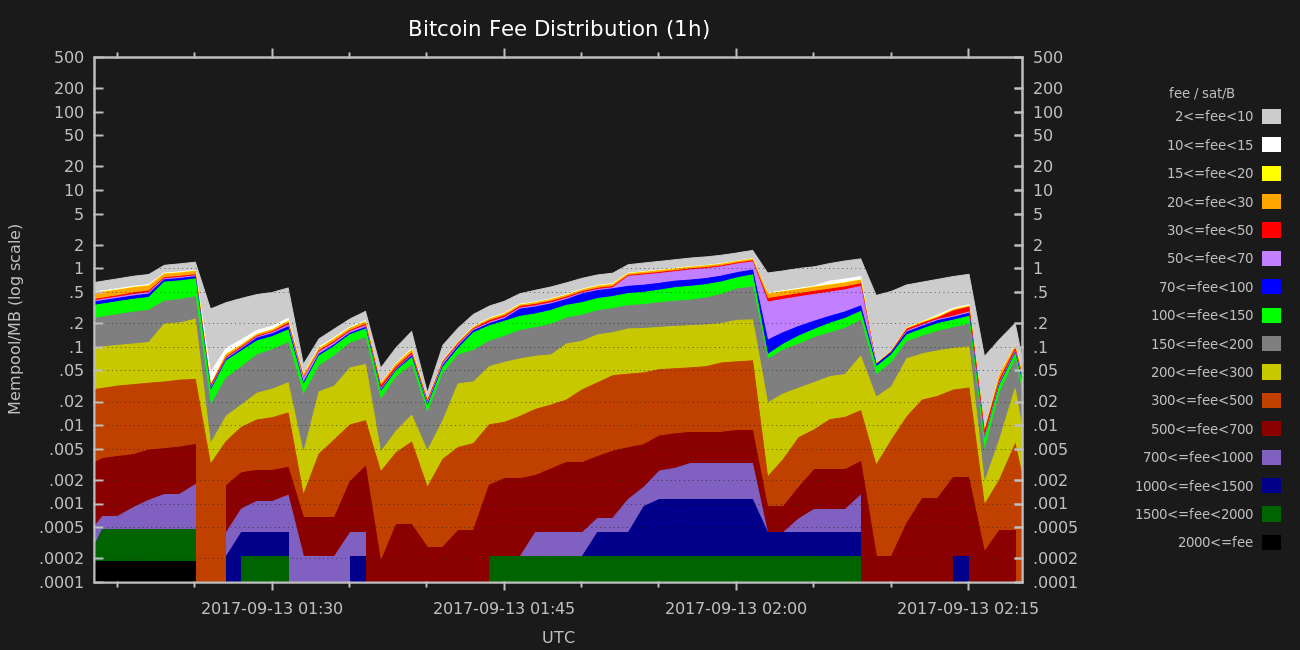 Bitcoin Fee Distribution (1h)
Mempool/MB (log scale)
500
200
100
50
20
10
5
2
1
.5
.2
.1
.05
.02
.01
.005
.002
.001
.0005
.0002
.0001
500
200
100
50
20
10
5
2
1
.5
.2
.1
.05
.02
.01
.005
.002
.001
.0005
.0002
.0001
2017-09-13 01:30
2017-09-13 01:45
2017-09-13 02:00
2017-09-13 02:15
UTC
fee / sat/B
2<=fee<10
10<=fee<15
15<=fee<20
20<=fee<30
30<=fee<50
50<=fee<70
70<=fee<100
100<=fee<150
150<=fee<200
200<=fee<300
300<=fee<500
500<=fee<700
700<=fee<1000
1000<=fee<1500
1500<=fee<2000
2000<=fee